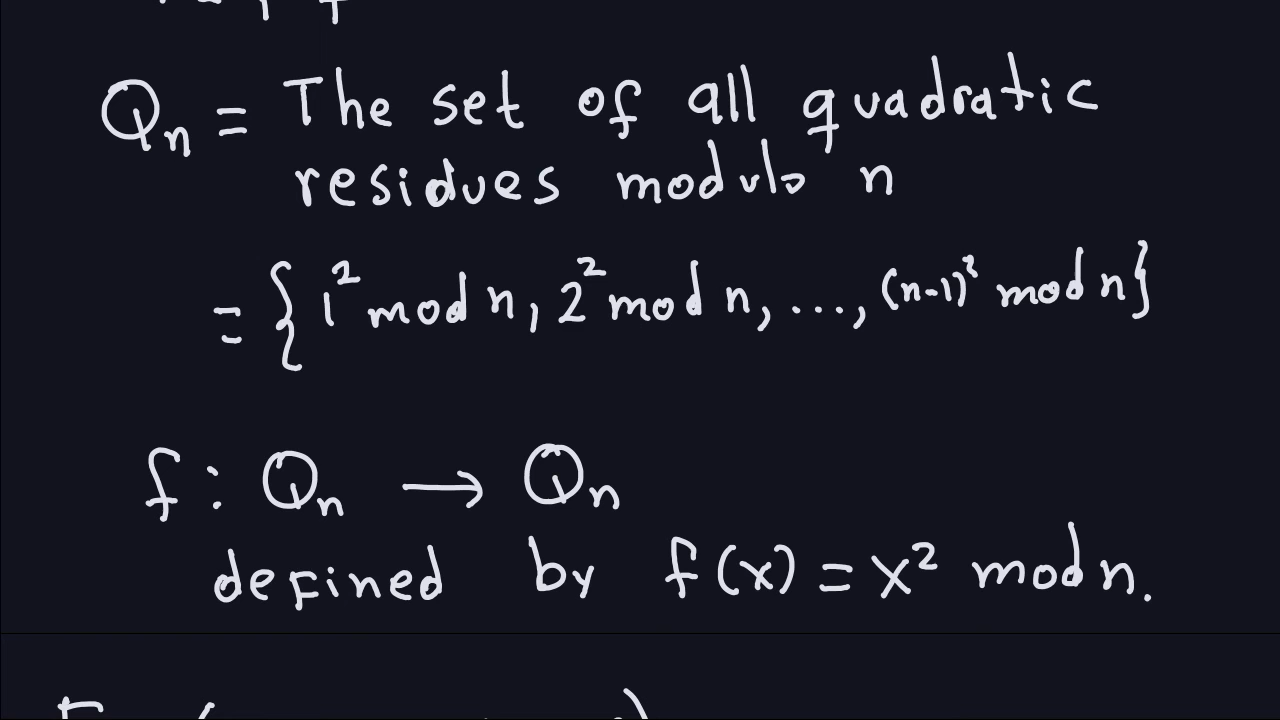 Qₙ = The set of all quadratic
residues modulo n
= {1² mod n, 2² mod n, ..., (n-1)² mod n}
f : Qₙ → Qₙ
defined by f(x) = x² mod n.